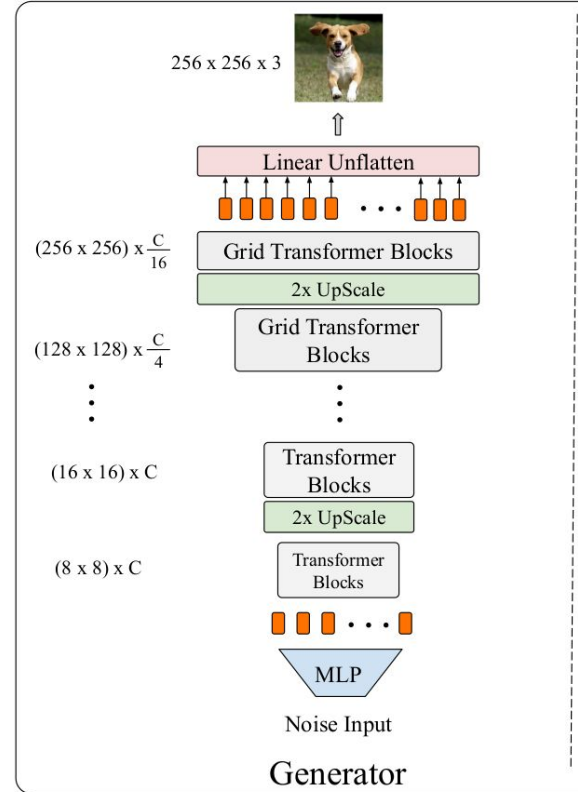 256 x 256 x 3
Linear Unflatten
(256 x 256) x C/16
Grid Transformer Blocks
2x UpScale
(128 x 128) x C/4
Grid Transformer
Blocks
(16 x 16) x C
Transformer
Blocks
2x UpScale
(8 x 8) x C
Transformer
Blocks
MLP
Noise Input
Generator